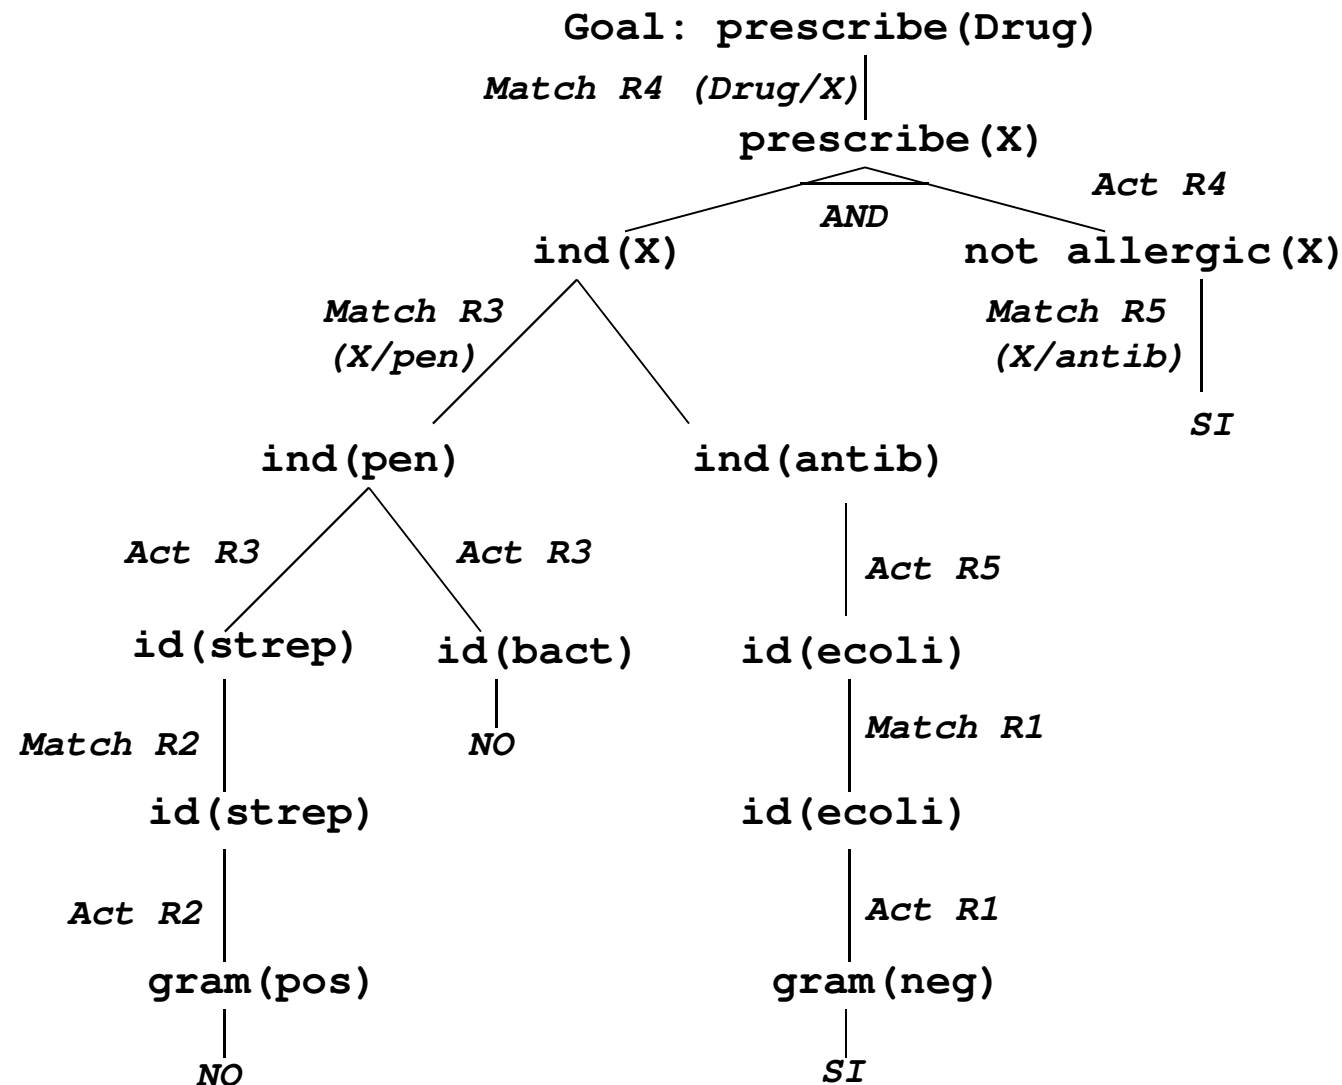 Goal: prescribe(Drug)
Match R4 (Drug/X)
prescribe(X)
Act R4
AND
ind(X)
not allergic(X)
Match R3
(X/pen)
Match R5
(X/antib)
SI
ind(pen)
ind(antib)
Act R3
Act R3
Act R5
id(strep)
id(bact)
id(ecoli)
Match R2
NO
Match R1
id(strep)
id(ecoli)
Act R2
Act R1
gram(pos)
gram(neg)
NO
SI